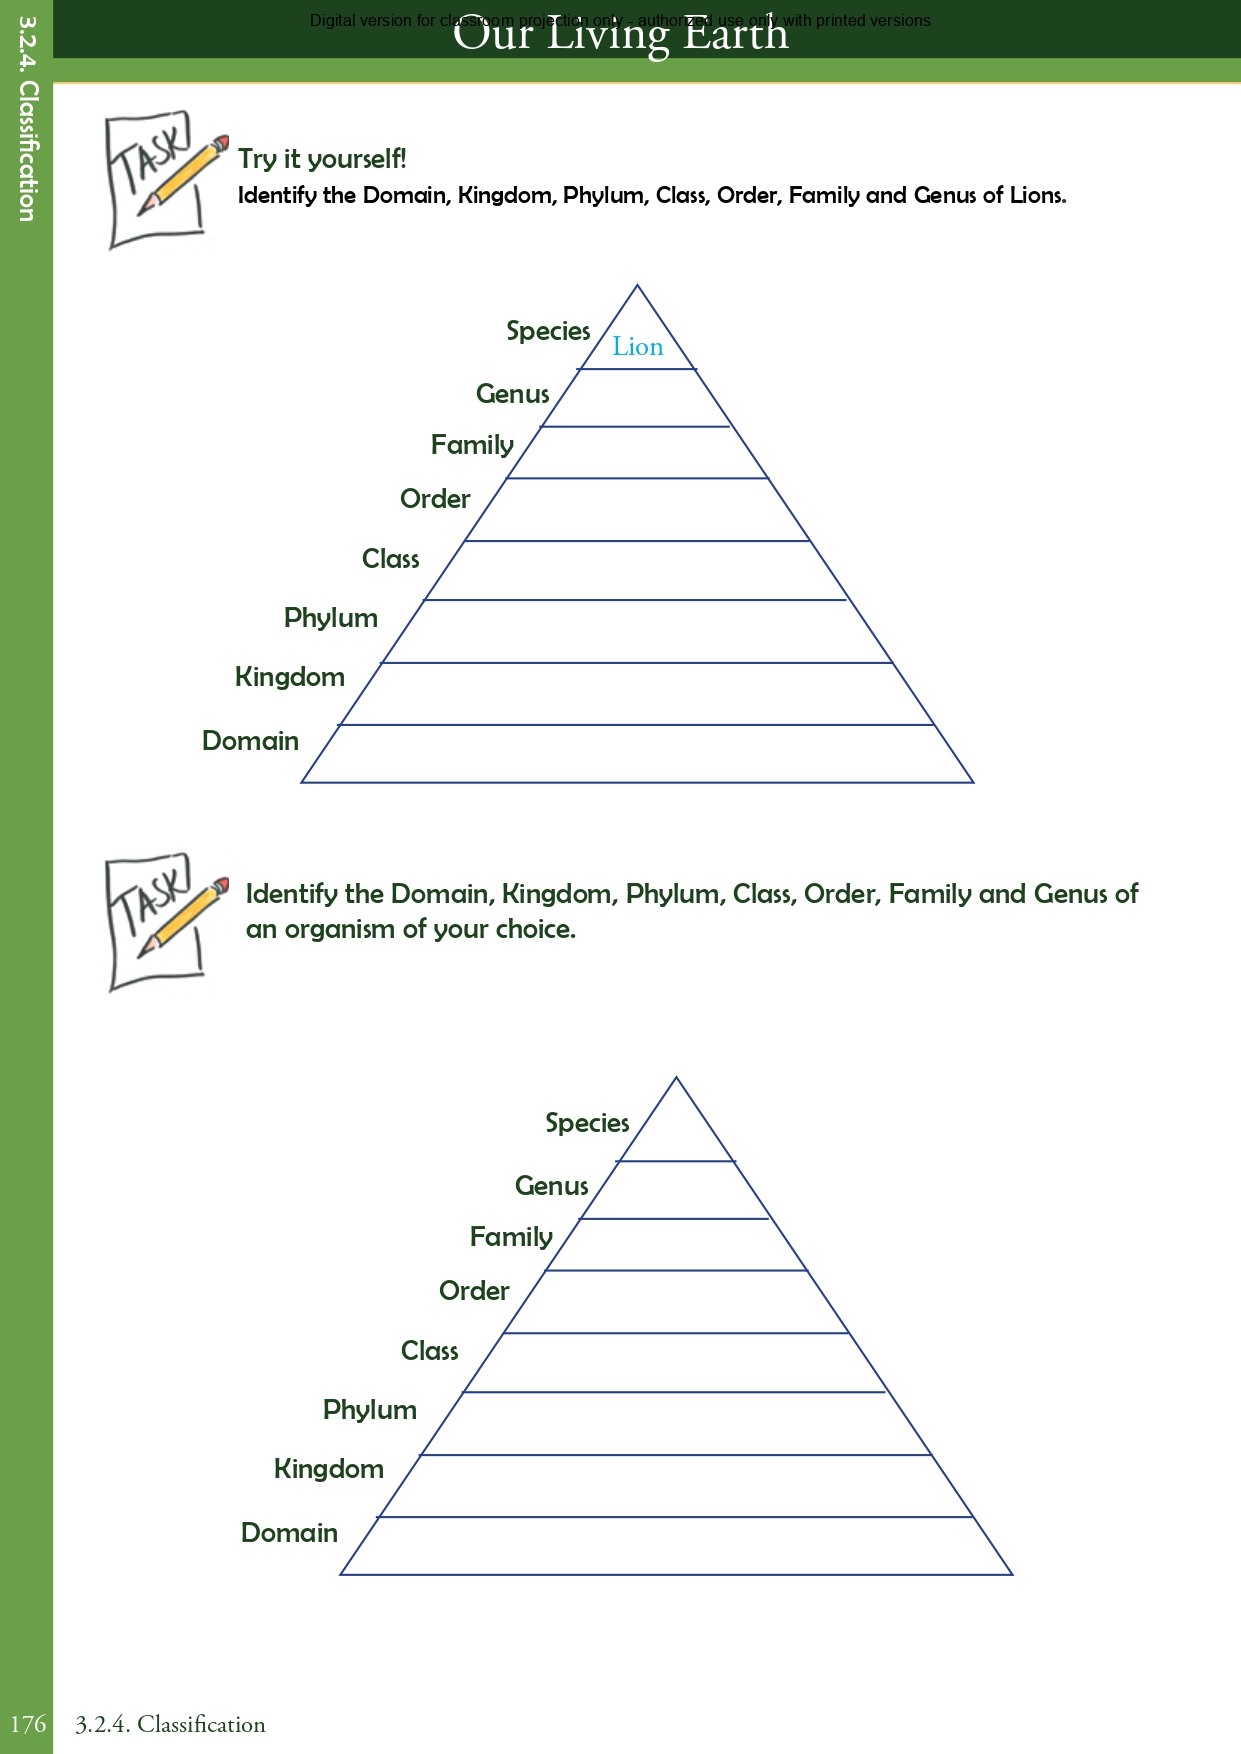 Digital version for classroom projection only - authorized use only with printed versions
Our Living Earth
3.2.4. Classification
TASK
Try it yourself!
Identify the Domain, Kingdom, Phylum, Class, Order, Family and Genus of Lions.
Species
Lion
Genus
Family
Order
Class
Phylum
Kingdom
Domain
TASK
Identify the Domain, Kingdom, Phylum, Class, Order, Family and Genus of
an organism of your choice.
Species
Genus
Family
Order
Class
Phylum
Kingdom
Domain
176 3.2.4. Classification